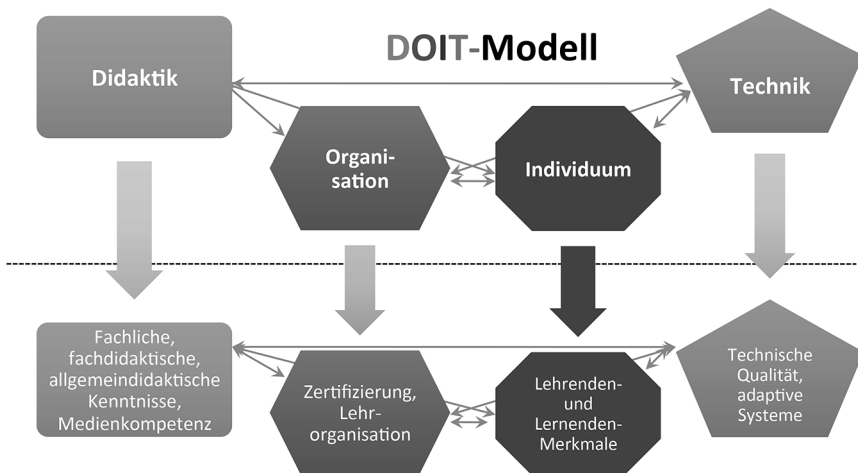 DOIT-Modell
Didaktik
Organi-
sation
Individuum
Technik
Fachliche,
fachdidaktische,
allgemeindidaktische
Kenntnisse,
Medienkompetenz
Zertifizierung,
Lehr-
organisation
Lehrenden-
und
Lernenden-
Merkmale
Technische
Qualität,
adaptive
Systeme